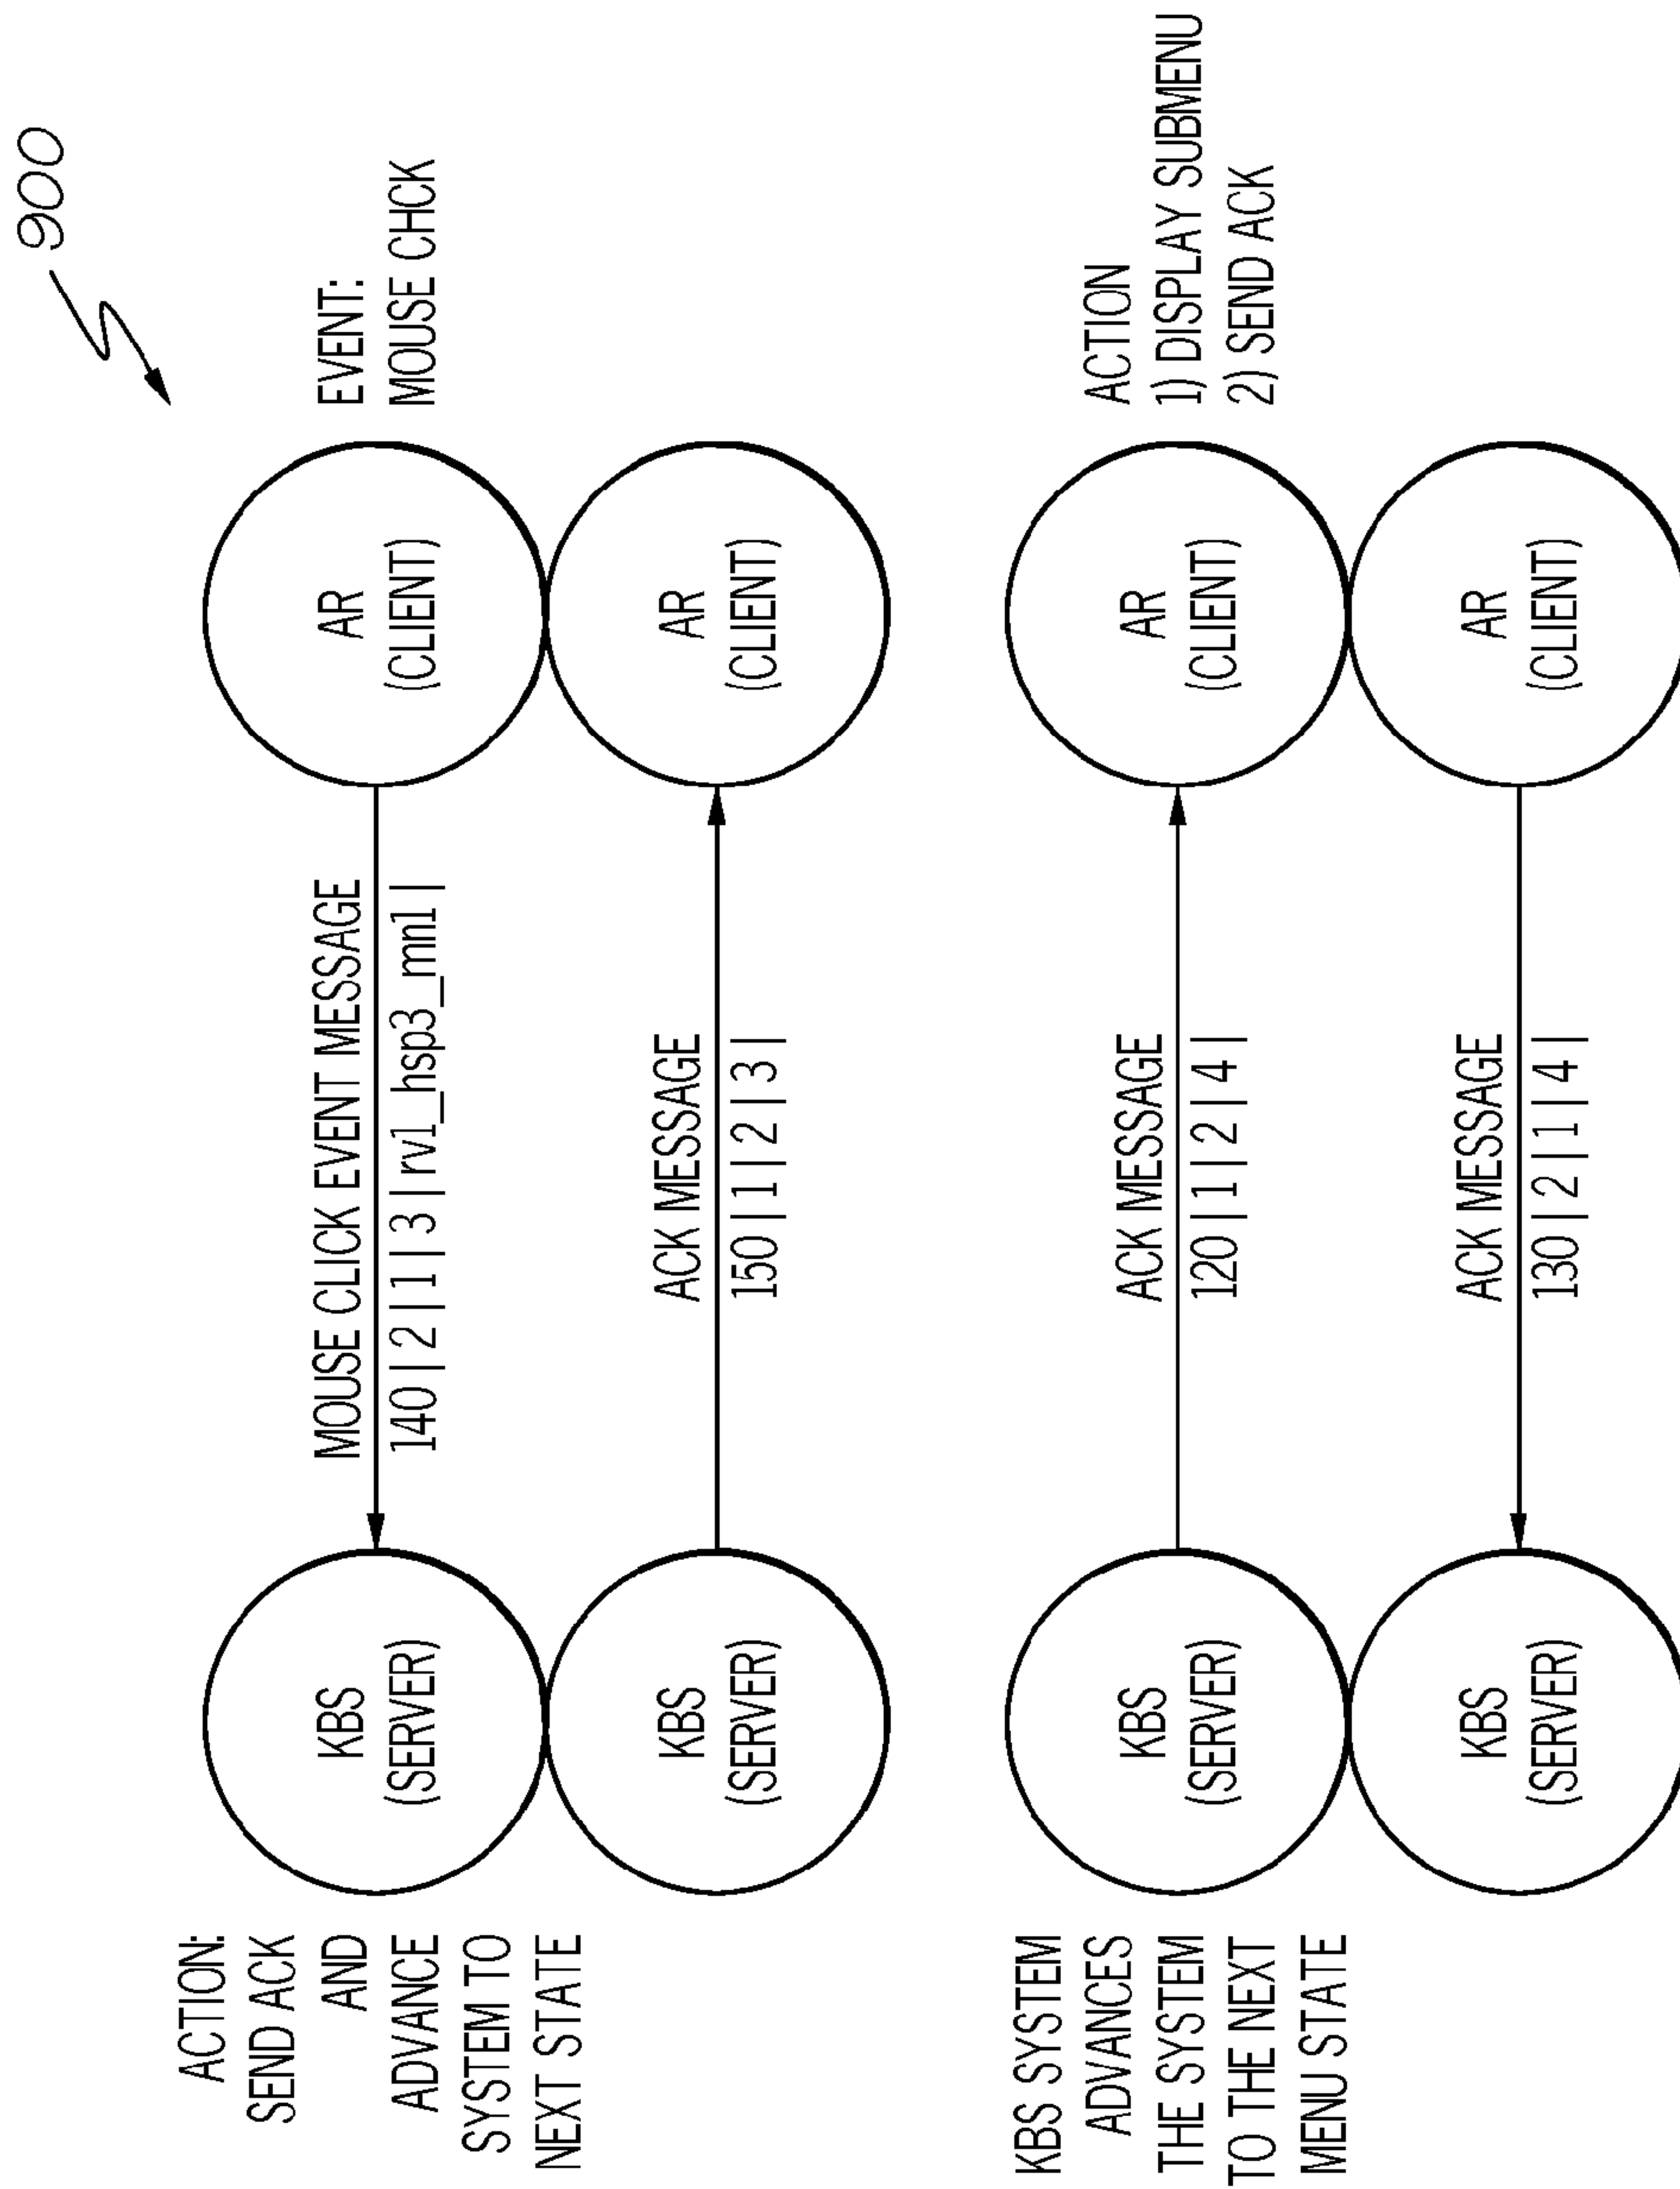 900
ACTION:
SEND ACK
AND
ADVANCE
SYSTEM TO
NEXT STATE
KBS
(SERVER)
MOUSE CLICK EVENT MESSAGE
140 | 2 | 1 | 3 | rv1_hsp3_mn1 |
AR
(CLIENT)
EVENT:
MOUSE CHCK
KBS
(SERVER)
ACK MESSAGE
150 | 1 | 2 | 3 |
AR
(CLIENT)
KBS SYSTEM
ADVANCES
THE SYSTEM
TO THE NEXT
MENU STATE
KBS
(SERVER)
ACK MESSAGE
120 | 1 | 2 | 4 |
AR
(CLIENT)
ACTION
1) DISPLAY SUBMENU
2) SEND ACK
KBS
(SERVER)
ACK MESSAGE
130 | 2 | 1 | 4 |
AR
(CLIENT)